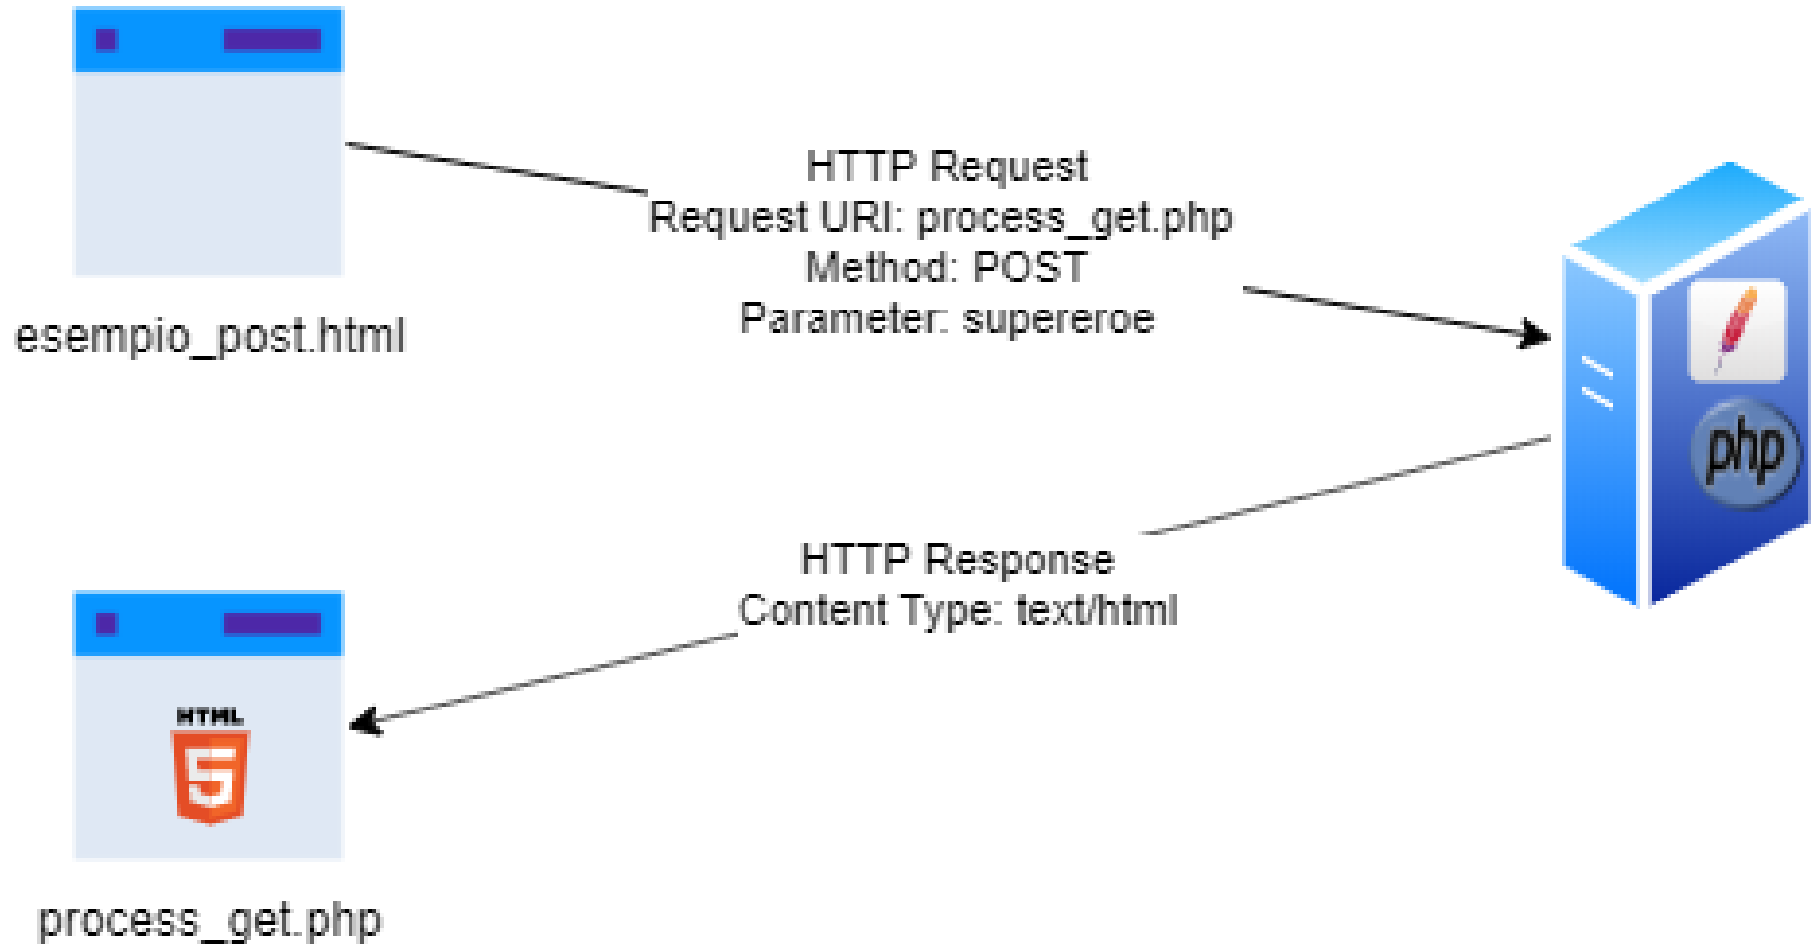 HTTP Request
Request URI: process_get.php
Method: POST
Parameter: supereroe
esempio_post.html
php
HTTP Response
Content Type: text/html
HTML
5
process_get.php